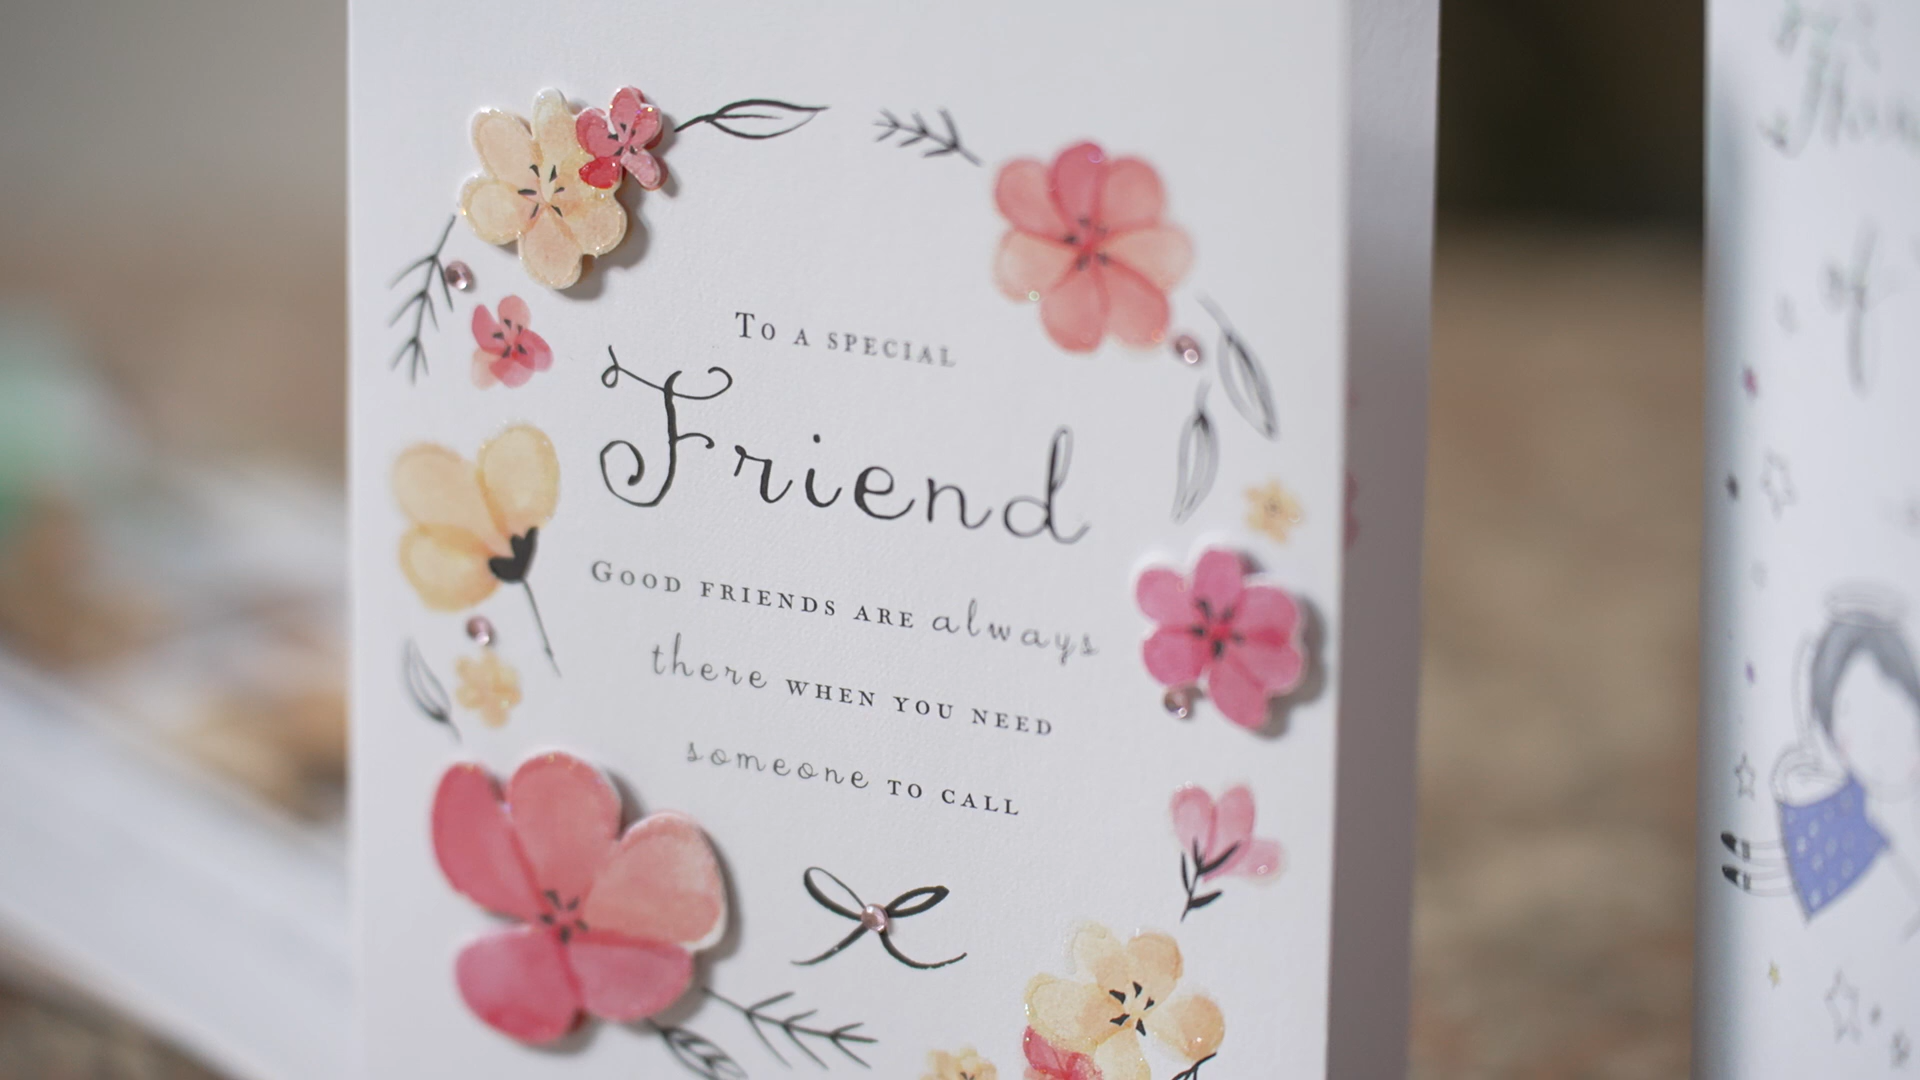 To a special
Friend
Good friends are always
there when you need
someone to call